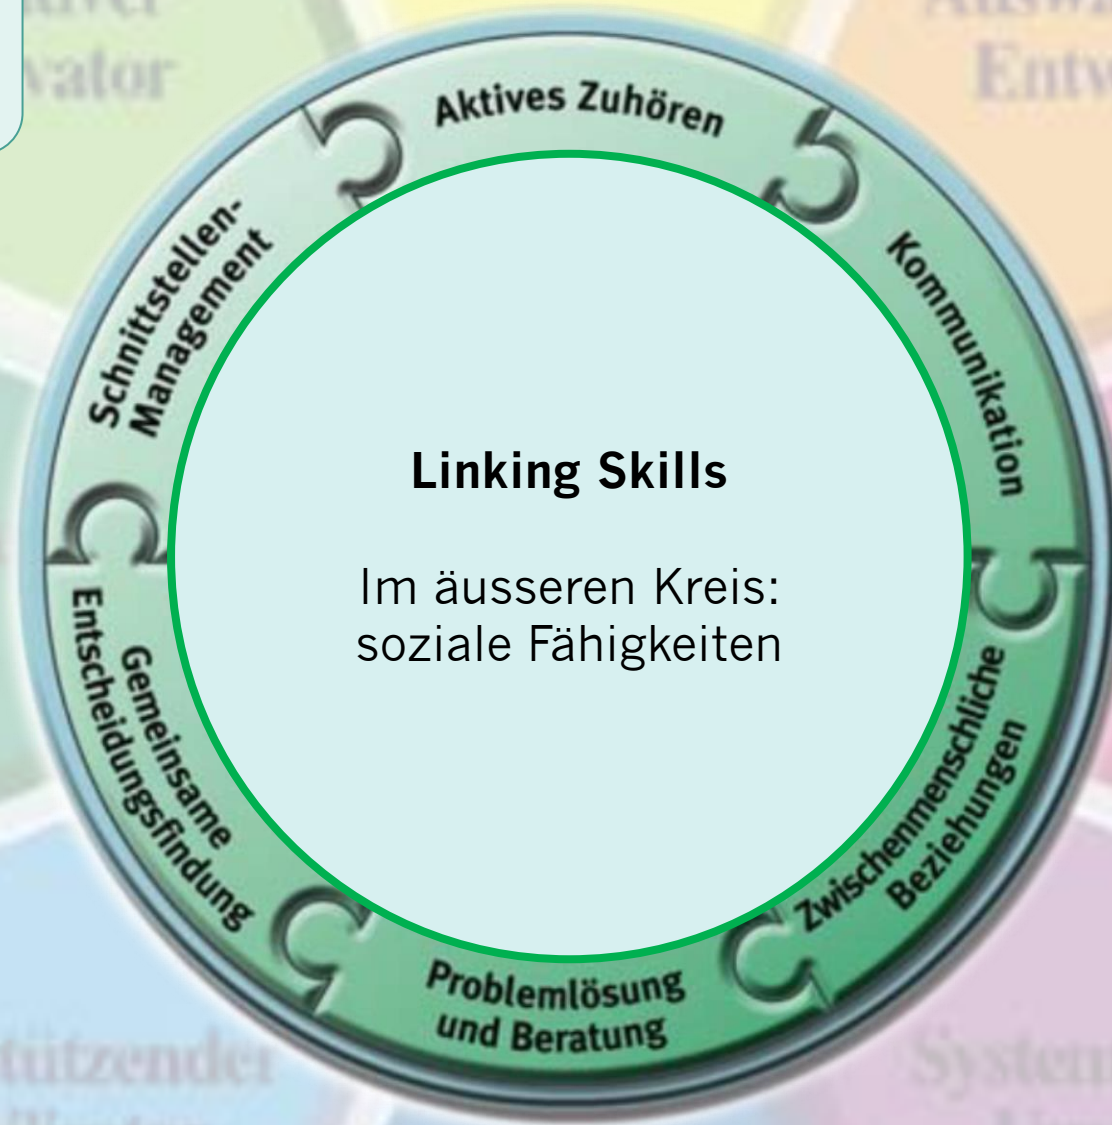 Aktives Zuhören
Kommunikation
Zwischenmenschliche
Beziehungen
Problemlösung
und Beratung
Gemeinsame
Entscheidungsfindung
Schnittstellen-
Management
Linking Skills
Im äusseren Kreis:
soziale Fähigkeiten
vator
Entw
tützender
System